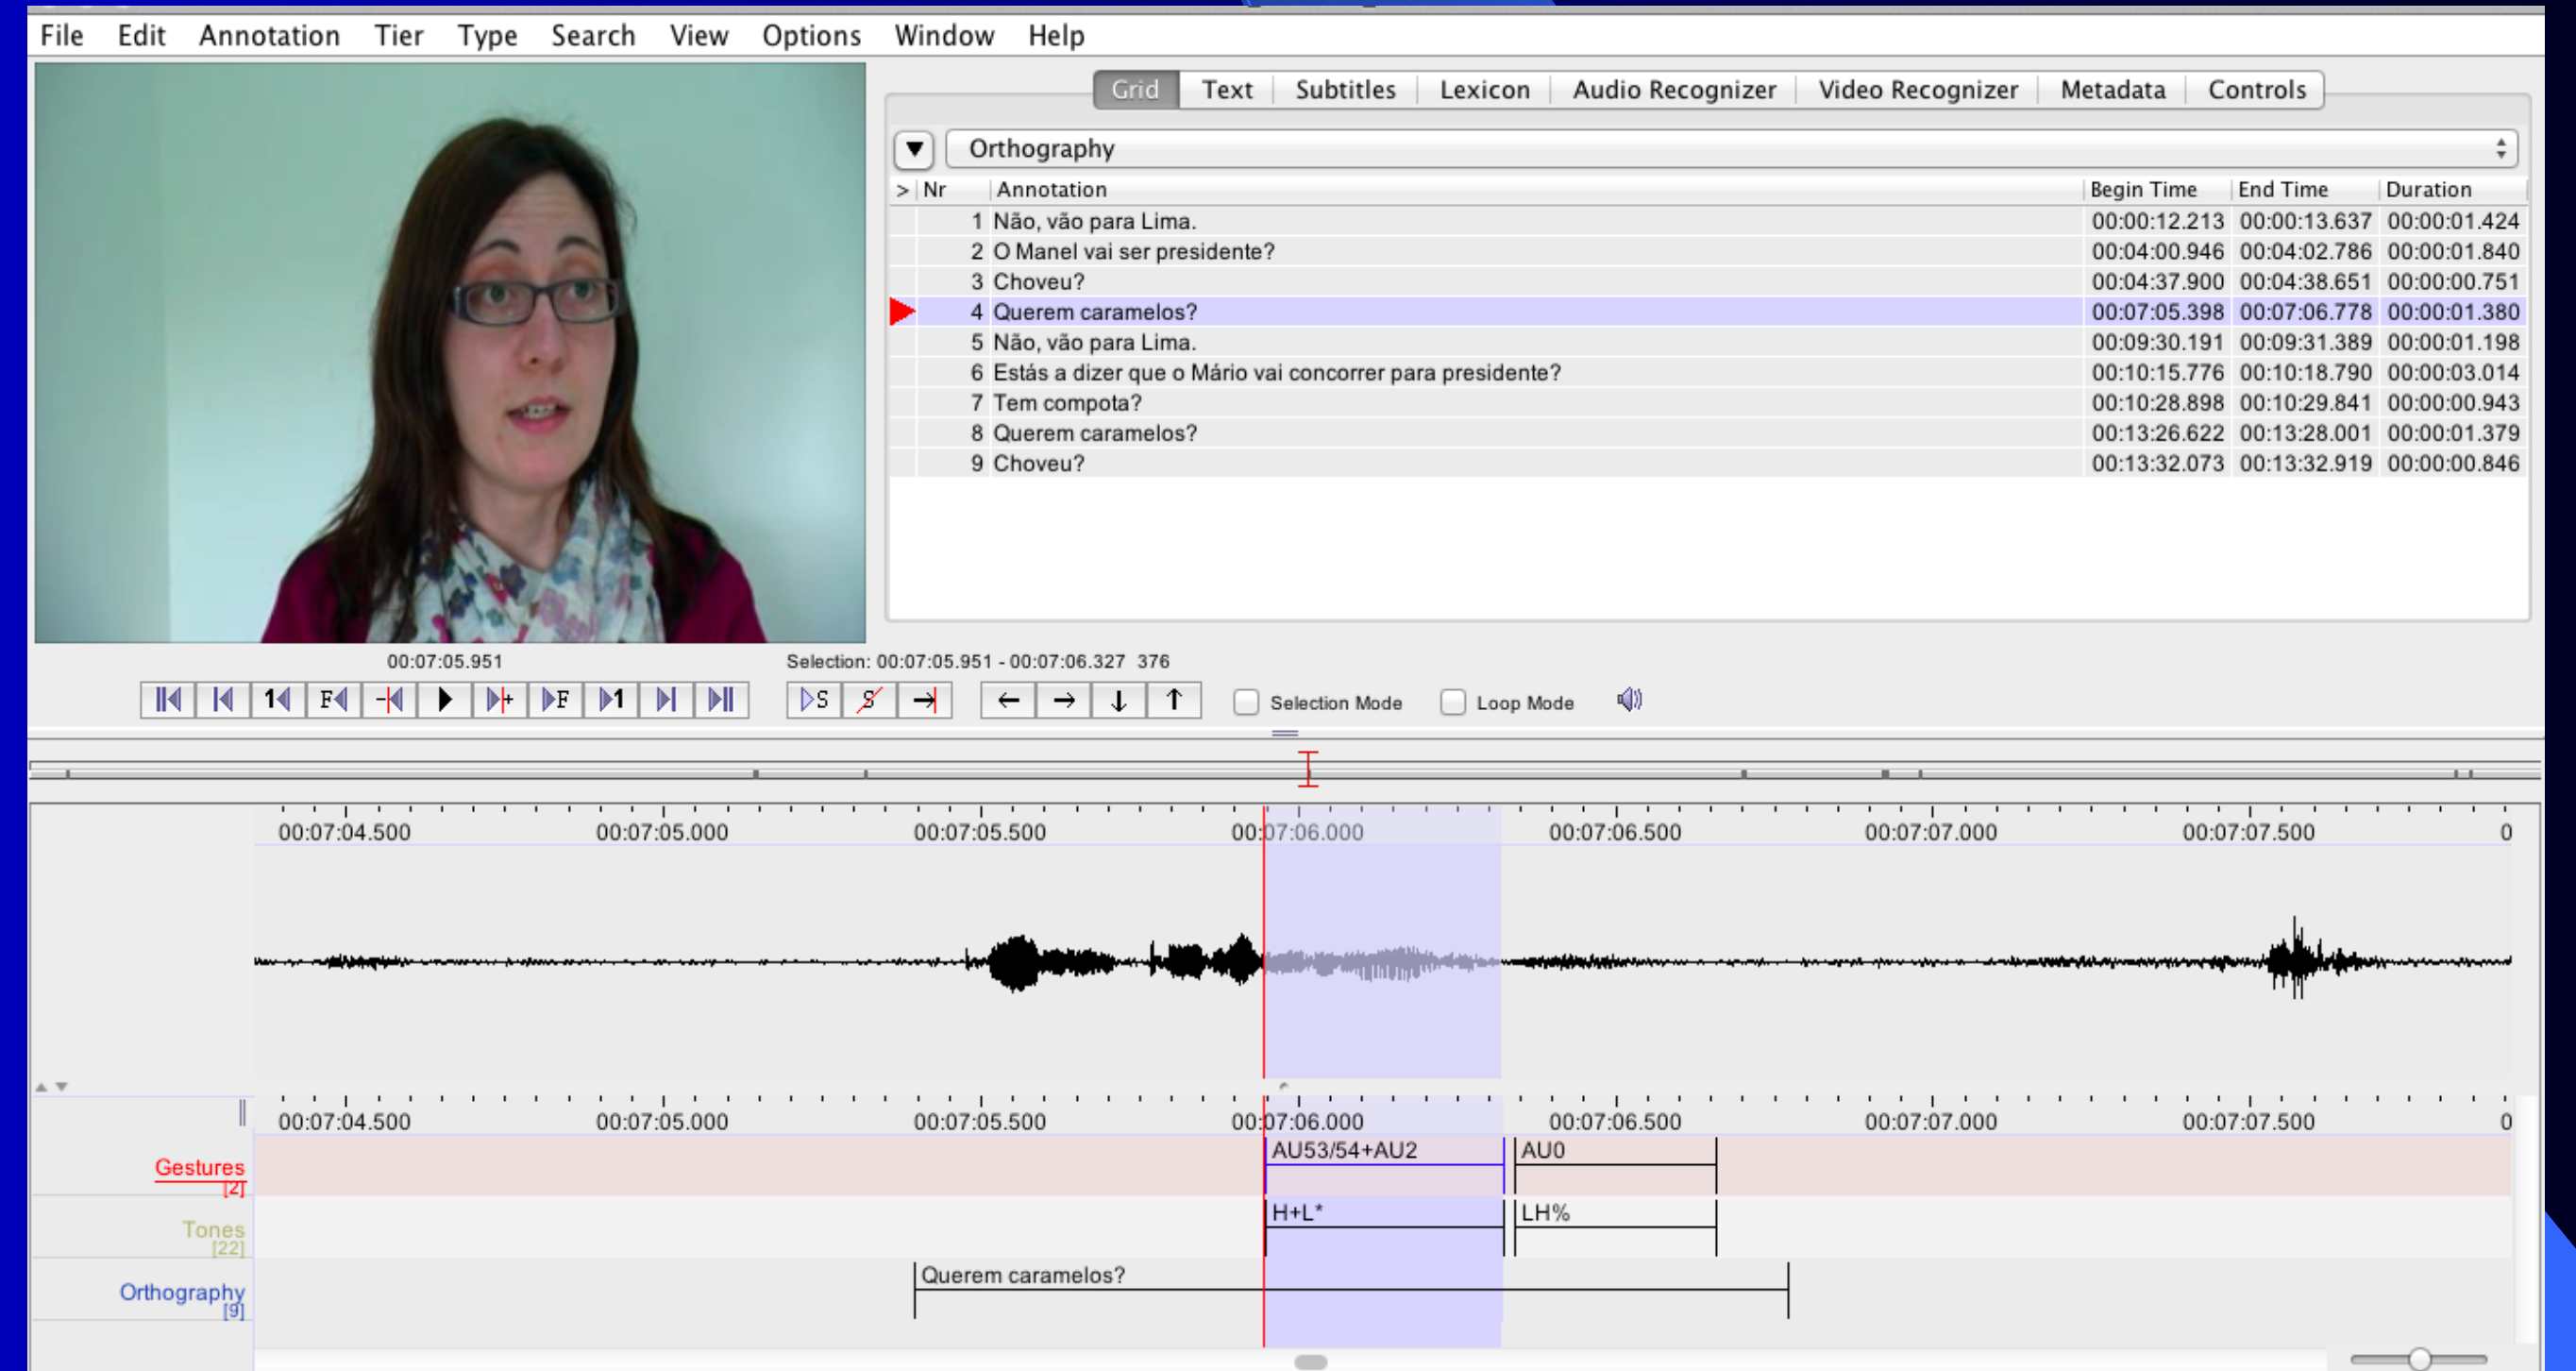 File Edit Annotation Tier Type Search View Options Window Help
Grid Text Subtitles Lexicon Audio Recognizer Video Recognizer Metadata Controls
Orthography
> Nr Annotation Begin Time End Time Duration
1 Não, vão para Lima. 00:00:12.213 00:00:13.637 00:00:01.424
2 O Manel vai ser presidente? 00:04:00.946 00:04:02.786 00:00:01.840
3 Choveu? 00:04:37.900 00:04:38.651 00:00:00.751
4 Querem caramelos? 00:07:05.398 00:07:06.778 00:00:01.380
5 Não, vão para Lima. 00:09:30.191 00:09:31.389 00:00:01.198
6 Estás a dizer que o Mário vai concorrer para presidente? 00:10:15.776 00:10:18.790 00:00:03.014
7 Tem compota? 00:10:28.898 00:10:29.841 00:00:00.943
8 Querem caramelos? 00:13:26.622 00:13:28.001 00:00:01.379
9 Choveu? 00:13:32.073 00:13:32.919 00:00:00.846
00:07:05.951 Selection: 00:07:05.951 - 00:07:06.327 376
1 F - + F 1 S S Selection Mode Loop Mode
00:07:04.500 00:07:05.000 00:07:05.500 00:07:06.000 00:07:06.500 00:07:07.000 00:07:07.500 0
00:07:04.500 00:07:05.000 00:07:05.500 00:07:06.000 00:07:06.500 00:07:07.000 00:07:07.500 0
Gestures AU53/54+AU2 AU0
[2]
Tones H+L* LH%
[22]
Orthography Querem caramelos?
[9]